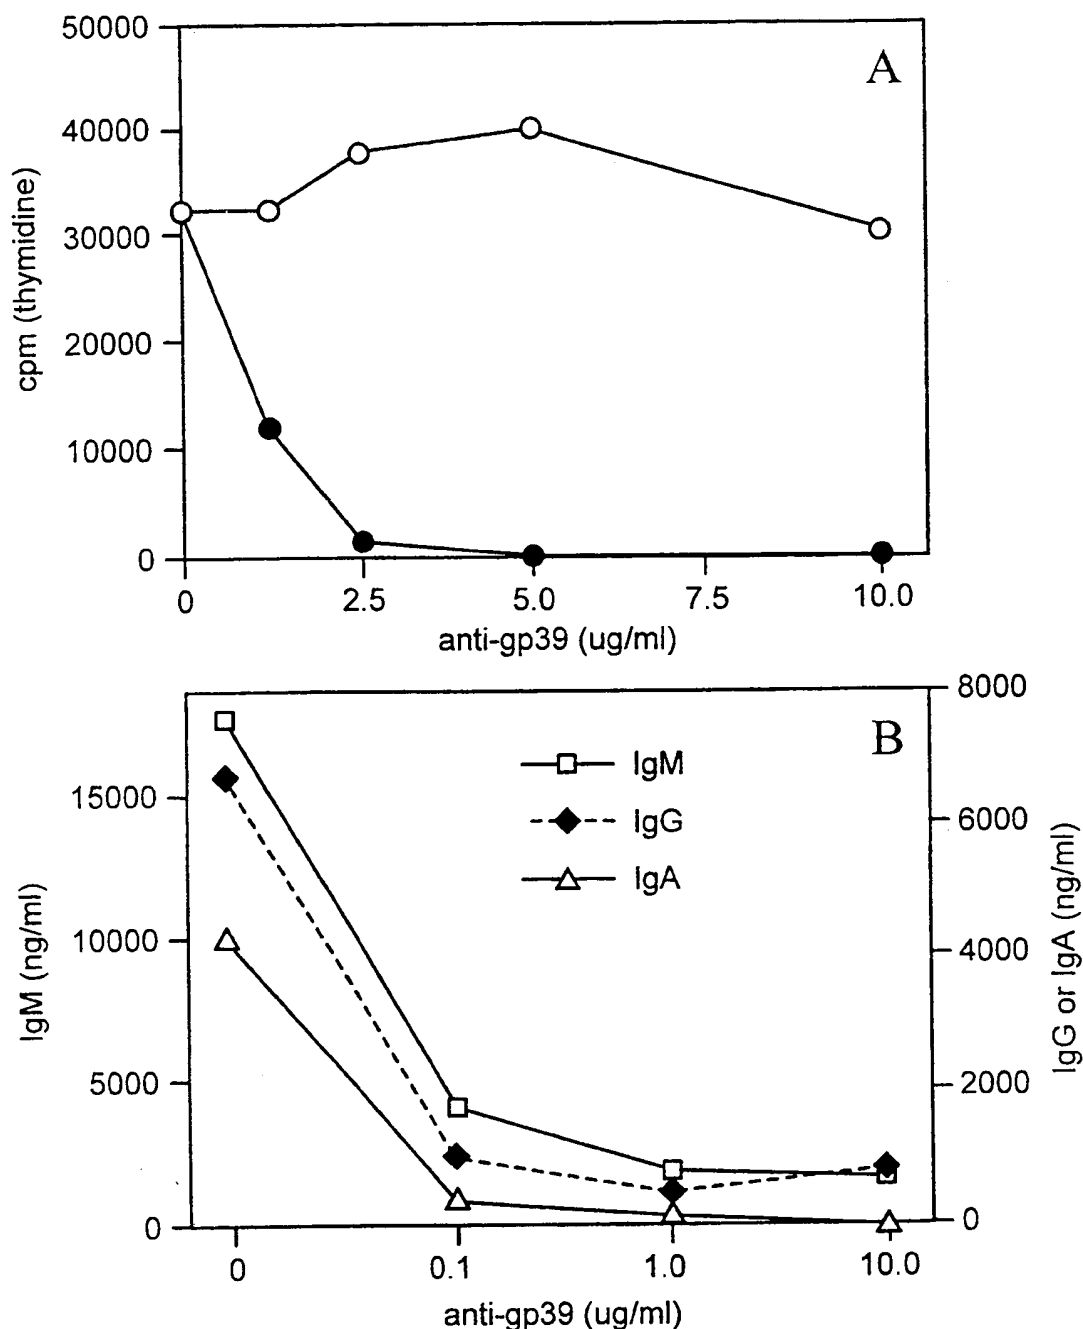 A
50000
40000
30000
20000
10000
0
cpm (thymidine)
0 2.5 5.0 7.5 10.0
anti-gp39 (ug/ml)
B
IgM
IgG
IgA
15000
10000
5000
0
IgM (ng/ml)
8000
6000
4000
2000
0
IgG or IgA (ng/ml)
0 0.1 1.0 10.0
anti-gp39 (ug/ml)